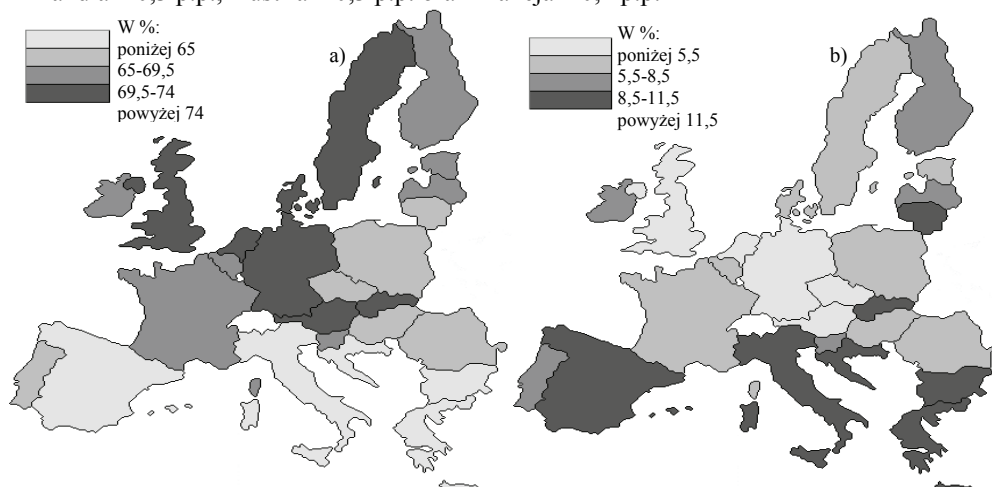 W %:
poniżej 65
65-69,5
69,5-74
powyżej 74
a)
W %:
poniżej 5,5
5,5-8,5
8,5-11,5
powyżej 11,5
b)